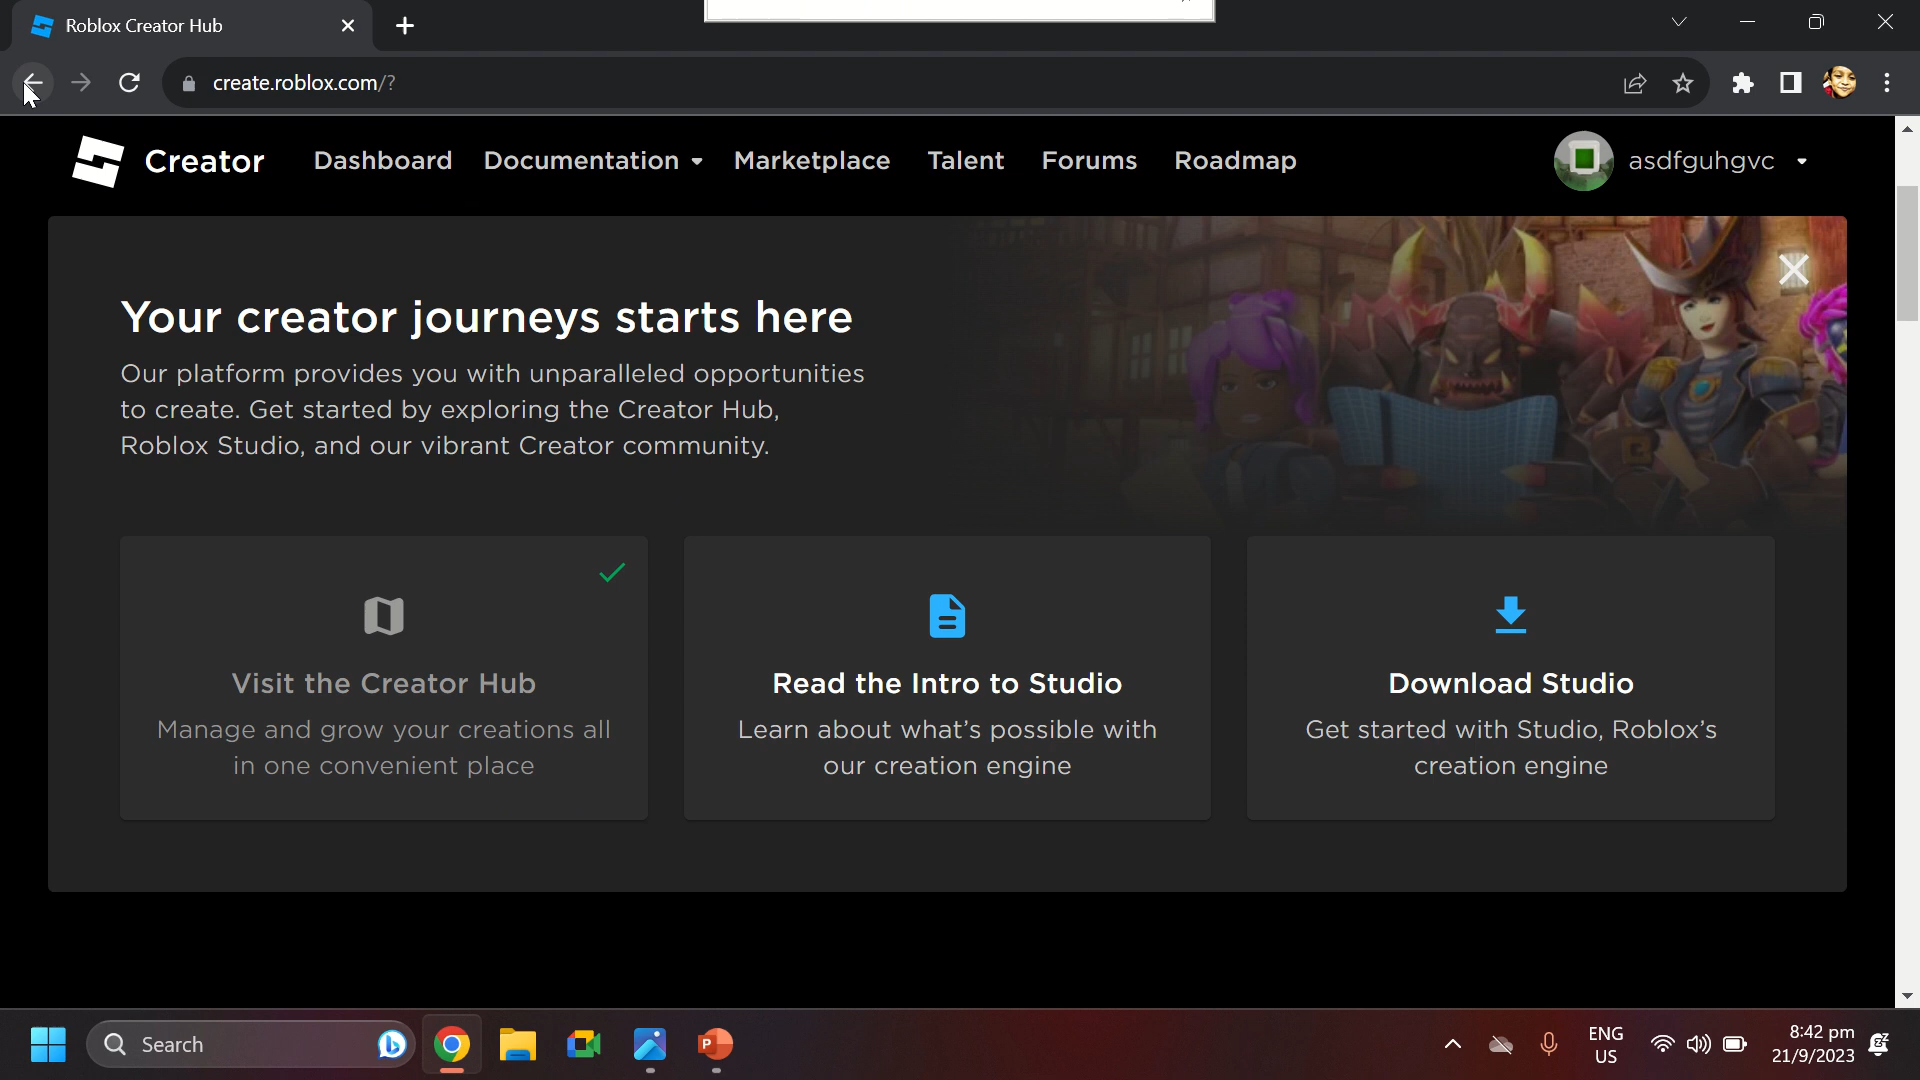 Roblox Creator Hub
create.roblox.com/?
Creator Dashboard Documentation Marketplace Talent Forums Roadmap asdfguhgvc
Your creator journeys starts here
Our platform provides you with unparalleled opportunities
to create. Get started by exploring the Creator Hub,
Roblox Studio, and our vibrant Creator community.
Visit the Creator Hub
Manage and grow your creations all
in one convenient place
Read the Intro to Studio
Learn about what's possible with
our creation engine
Download Studio
Get started with Studio, Roblox's
creation engine
Search
ENG
US
8:42 pm
21/9/2023